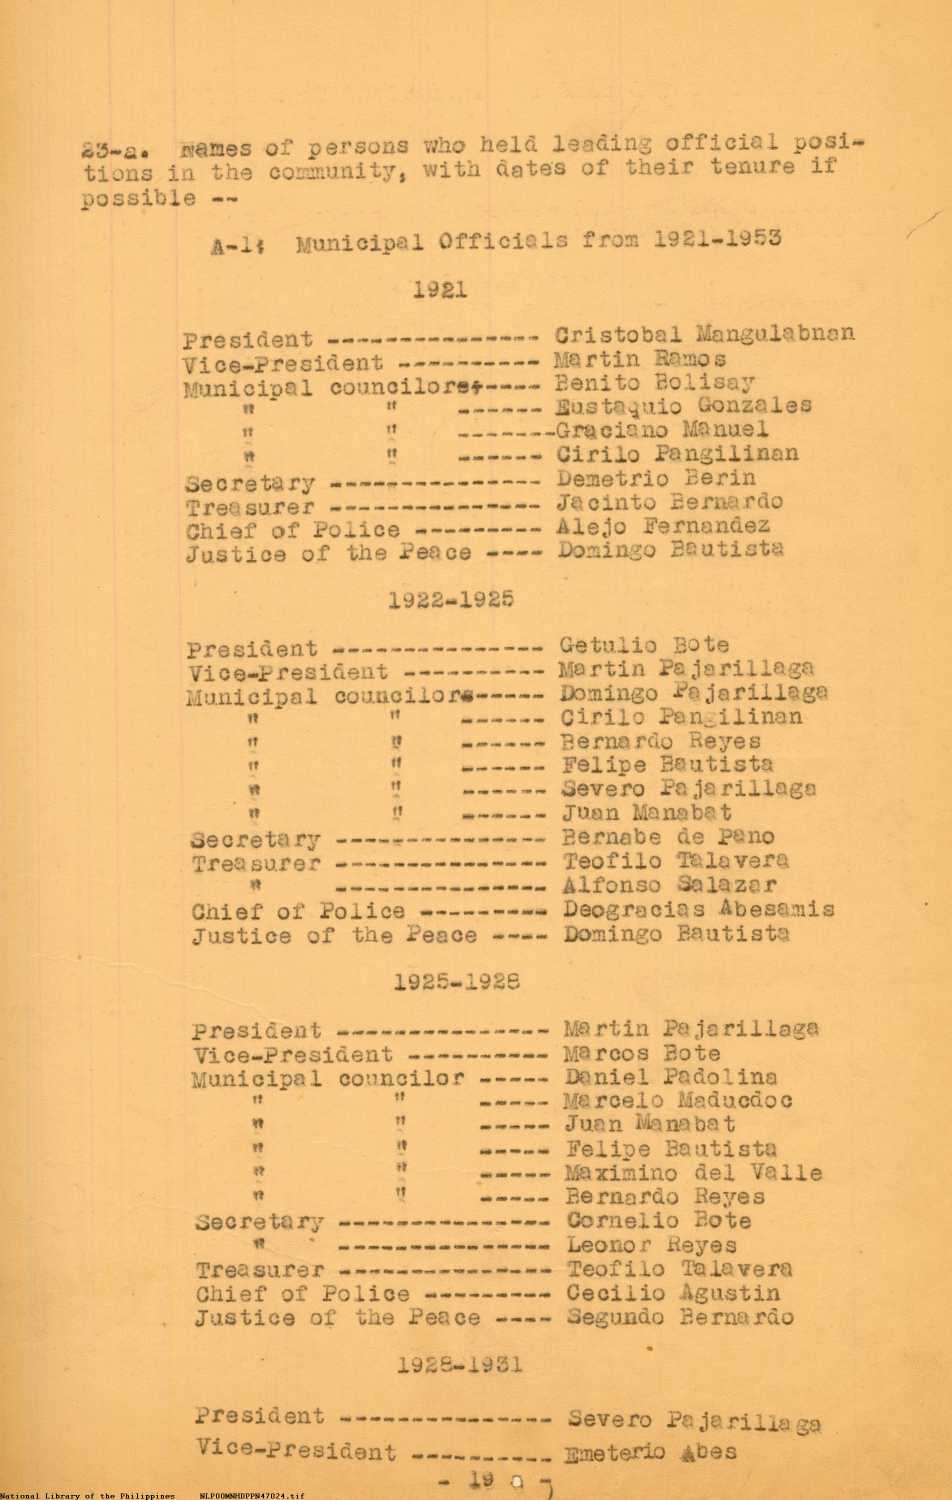 23-a. Names of persons who held leading official posi-
tions in the community, with dates of their tenure if
possible --
A-1: Municipal Officials from 1921-1953
1921
President --------------- Cristobal Mangulabnan
Vice-President ---------- Martin Ramos
Municipal councilors----- Benito Bolisay
" " ------ Eustaquio Gonzales
" " -------Graciano Manuel
" " ------ Cirilo Pangilinan
Secretary --------------- Demetrio Berin
Treasurer --------------- Jacinto Bernardo
Chief of Police --------- Alejo Fernandez
Justice of the Peace ---- Domingo Bautista
1922-1925
President --------------- Getulio Bote
Vice-President ---------- Martin Pajarillaga
Municipal councilors----- Domingo Pajarillaga
" " ------ Cirilo Pangilinan
" " ------ Bernardo Reyes
" " ------ Felipe Bautista
" " ------ Severo Pajarillaga
" " ------ Juan Manabat
Secretary --------------- Bernabe de Pano
Treasurer --------------- Teofilo Talavera
" --------------- Alfonso Salazar
Chief of Police --------- Deogracias Abesamis
Justice of the Peace ---- Domingo Bautista
1925-1928
President --------------- Martin Pajarillaga
Vice-President ---------- Marcos Bote
Municipal councilor ----- Daniel Padolina
" " ----- Marcelo Maducdoc
" " ----- Juan Manabat
" " ----- Felipe Bautista
" " ----- Maximino del Valle
" " ----- Bernardo Reyes
Secretary --------------- Cornelio Bote
" --------------- Leonor Reyes
Treasurer --------------- Teofilo Talavera
Chief of Police --------- Cecilio Agustin
Justice of the Peace ---- Segundo Bernardo
1928-1931
President --------------- Severo Pajarillaga
Vice-President ---------- Emeterio Abes
- 19 a -
National Library of the Philippines NLPOOMNHDPPN47024.tif